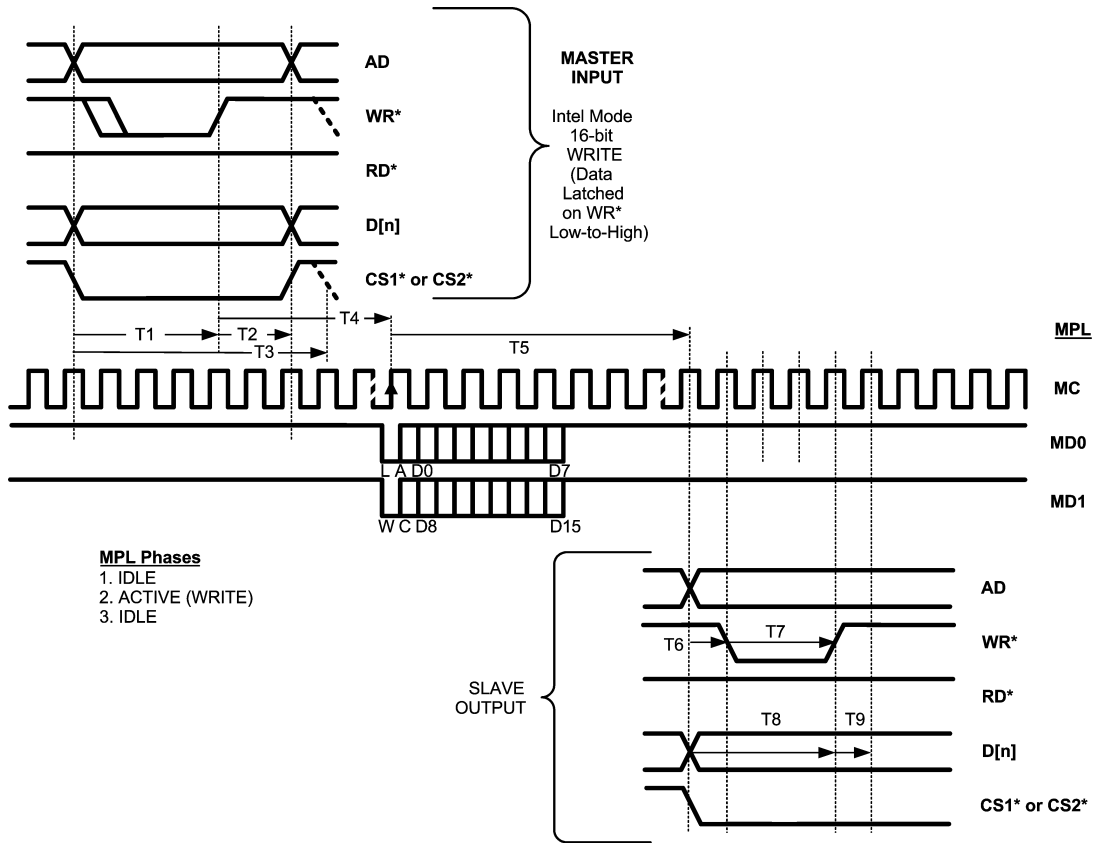 AD
WR*
RD*
D[n]
CS1* or CS2*
MASTER
INPUT
Intel Mode
16-bit
WRITE
(Data
Latched
on WR*
Low-to-High)
T1
T2
T3
T4
T5
MPL
MC
MD0
L A D0 D7
MD1
W C D8 D15
MPL Phases
1. IDLE
2. ACTIVE (WRITE)
3. IDLE
SLAVE
OUTPUT
AD
T6
T7
WR*
RD*
T8
T9
D[n]
CS1* or CS2*